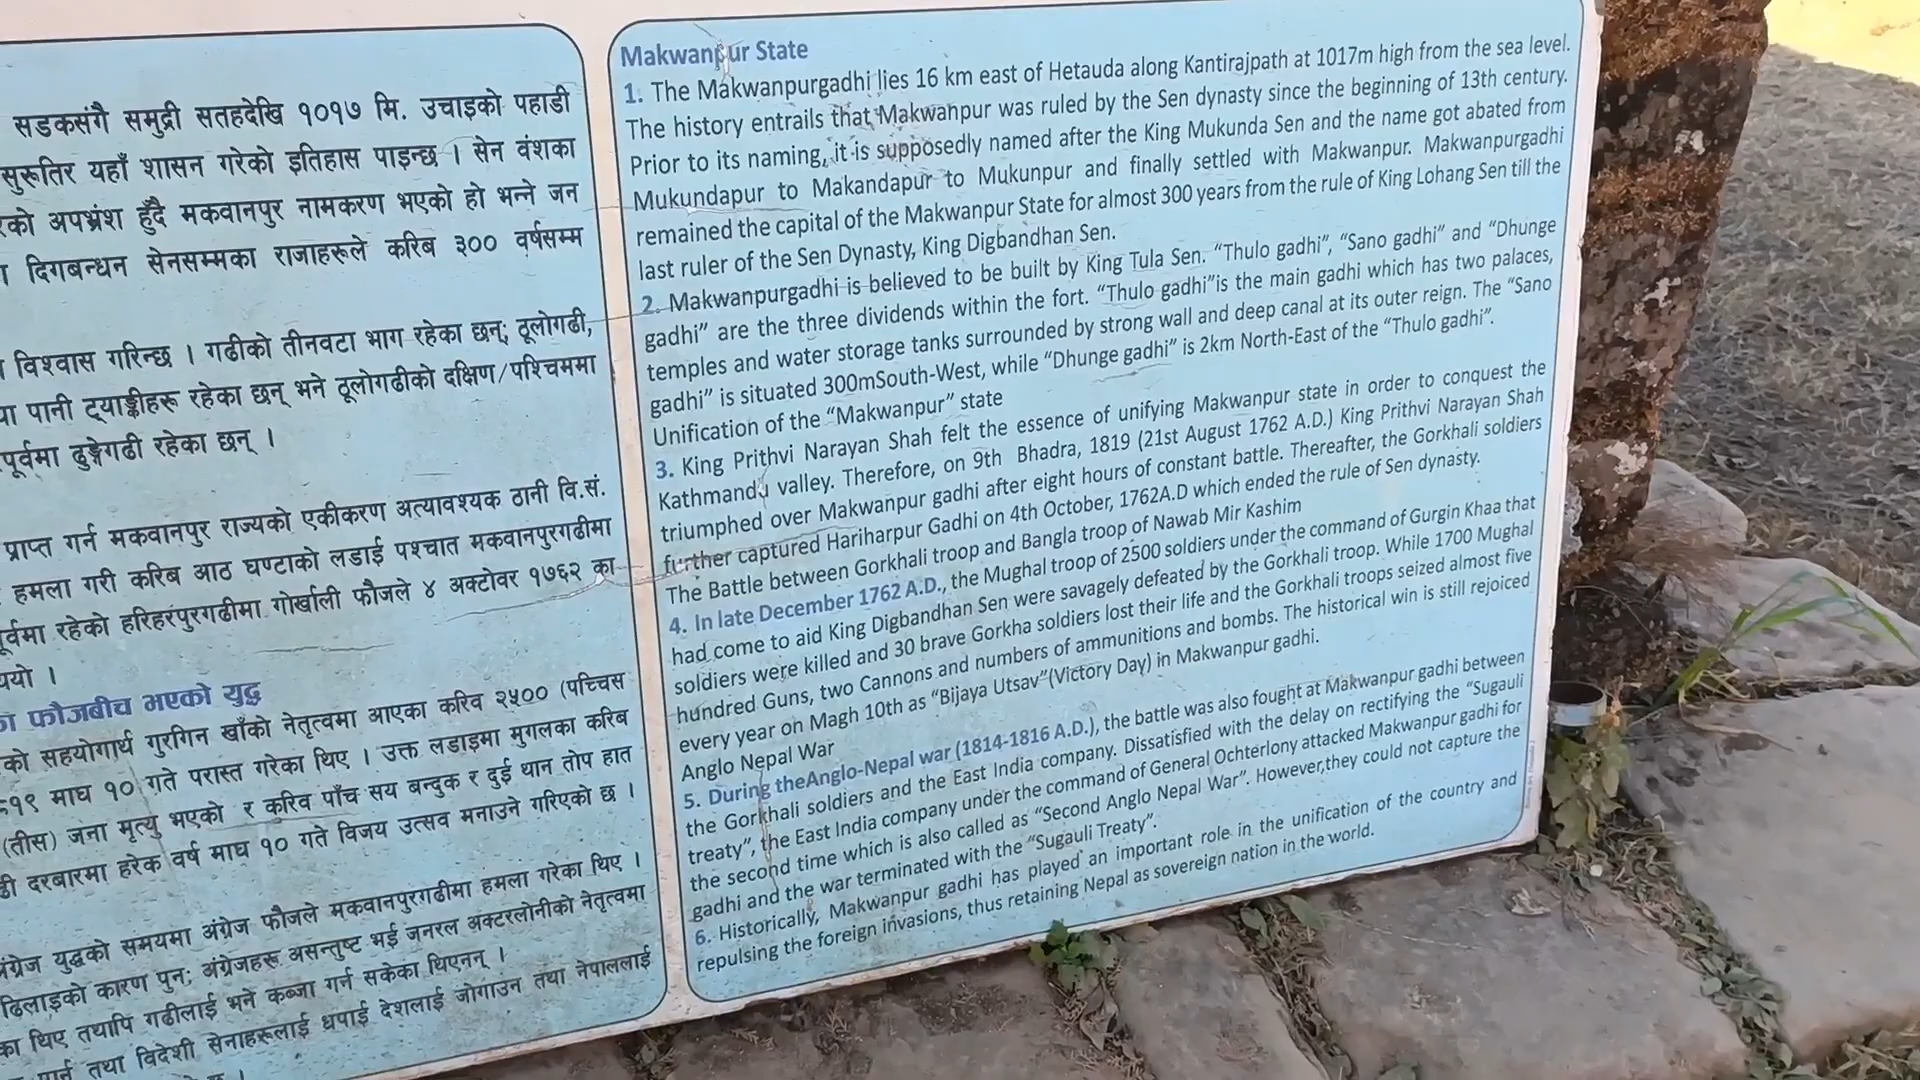 सडकसंगै समुद्री सतहदेखि १०१७ मि. उचाइको पहाडी
सुरूतिर यहाँ शासन गरेको इतिहास पाइन्छ । सेन वंशका
को अपभ्रंश हुँदै मकवानपुर नामकरण भएको हो भन्ने जन
दिगबन्धन सेनसम्मका राजाहरूले करिब ३०० वर्षसम्म
विश्वास गरिन्छ । गढीको तीनवटा भाग रहेका छन्; ठूलोगढी,
पानी ट्याङ्कीहरू रहेका छन् भने ठूलोगढीको दक्षिण/पश्चिममा
पूर्वमा ढुङ्गेगढी रहेका छन् ।
प्राप्त गर्न मकवानपुर राज्यको एकीकरण अत्यावश्यक ठानी वि.सं.
हमला गरी करिब आठ घण्टाको लडाई पश्चात मकवानपुरगढीमा
रहेको हरिहरपुरगढीमा गोर्खाली फौजले ४ अक्टोवर १७६२ का
फौजबीच भएको युद्ध
को सहयोगार्थ गुरगिन खाँको नेतृत्वमा आएका करिव २५०० (पच्चिस
माघ १० गते परास्त गरेका थिए । उक्त लडाइमा मुगलका करिब
(तीस) जना मृत्यु भएको र करिव पाँच सय बन्दुक र दुई थान तोप हात
दरबारमा हरेक वर्ष माघ १० गते विजय उत्सव मनाउने गरिएको छ ।
युद्धको समयमा अंग्रेज फौजले मकवानपुरगढीमा हमला गरेका थिए ।
ढिलाइको कारण पुन; अंग्रेजहरू असन्तुष्ट भई जनरल अक्टरलोनीको नेतृत्वमा
का थिए तथापि गढीलाई भने कब्जा गर्न सकेका थिएनन् ।
तथा विदेशी सेनाहरूलाई धपाई देशलाई जोगाउन तथा नेपाललाई
Makwanpur State
1. The Makwanpurgadhi lies 16 km east of Hetauda along Kantirajpath at 1017m high from the sea level.
The history entrails that Makwanpur was ruled by the Sen dynasty since the beginning of 13th century.
Prior to its naming, it is supposedly named after the King Mukunda Sen and the name got abated from
Mukundapur to Makandapur to Mukunpur and finally settled with Makwanpur. Makwanpurgadhi
remained the capital of the Makwanpur State for almost 300 years from the rule of King Lohang Sen till the
last ruler of the Sen Dynasty, King Digbandhan Sen.
2. Makwanpurgadhi is believed to be built by King Tula Sen. “Thulo gadhi”, “Sano gadhi” and “Dhunge
gadhi” are the three dividends within the fort. “Thulo gadhi”is the main gadhi which has two palaces,
temples and water storage tanks surrounded by strong wall and deep canal at its outer reign. The “Sano
gadhi” is situated 300mSouth-West, while “Dhunge gadhi” is 2km North-East of the “Thulo gadhi”.
Unification of the “Makwanpur” state
3. King Prithvi Narayan Shah felt the essence of unifying Makwanpur state in order to conquest the
Kathmandu valley. Therefore, on 9th Bhadra, 1819 (21st August 1762 A.D.) King Prithvi Narayan Shah
triumphed over Makwanpur gadhi after eight hours of constant battle. Thereafter, the Gorkhali soldiers
further captured Hariharpur Gadhi on 4th October, 1762A.D which ended the rule of Sen dynasty.
The Battle between Gorkhali troop and Bangla troop of Nawab Mir Kashim
4. In late December 1762 A.D., the Mughal troop of 2500 soldiers under the command of Gurgin Khaa that
had come to aid King Digbandhan Sen were savagely defeated by the Gorkhali troop. While 1700 Mughal
soldiers were killed and 30 brave Gorkha soldiers lost their life and the Gorkhali troops seized almost five
hundred Guns, two Cannons and numbers of ammunitions and bombs. The historical win is still rejoiced
every year on Magh 10th as “Bijaya Utsav”(Victory Day) in Makwanpur gadhi.
Anglo Nepal War
5. During theAnglo-Nepal war (1814-1816 A.D.), the battle was also fought at Makwanpur gadhi between
the Gorkhali soldiers and the East India company. Dissatisfied with the delay on rectifying the “Sugauli
treaty”, the East India company under the command of General Ochterlony attacked Makwanpur gadhi for
the second time which is also called as “Second Anglo Nepal War”. However,they could not capture the
gadhi and the war terminated with the “Sugauli Treaty”.
6. Historically, Makwanpur gadhi has played an important role in the unification of the country and
repulsing the foreign invasions, thus retaining Nepal as sovereign nation in the world.